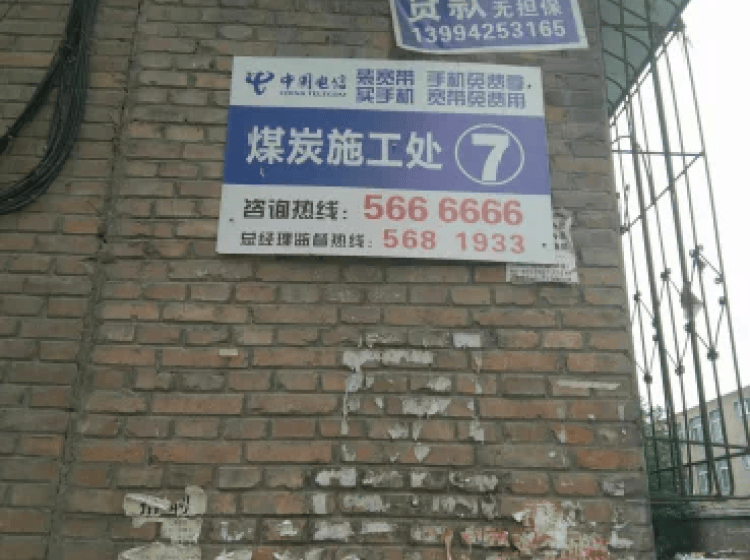 贷款 无担保
13994253165
中国电信 装宽带 手机免费拿
CHINA TELECOM 买手机 宽带免费用
煤炭施工处 7
咨询热线：566 6666
总经理监督热线：568 1933